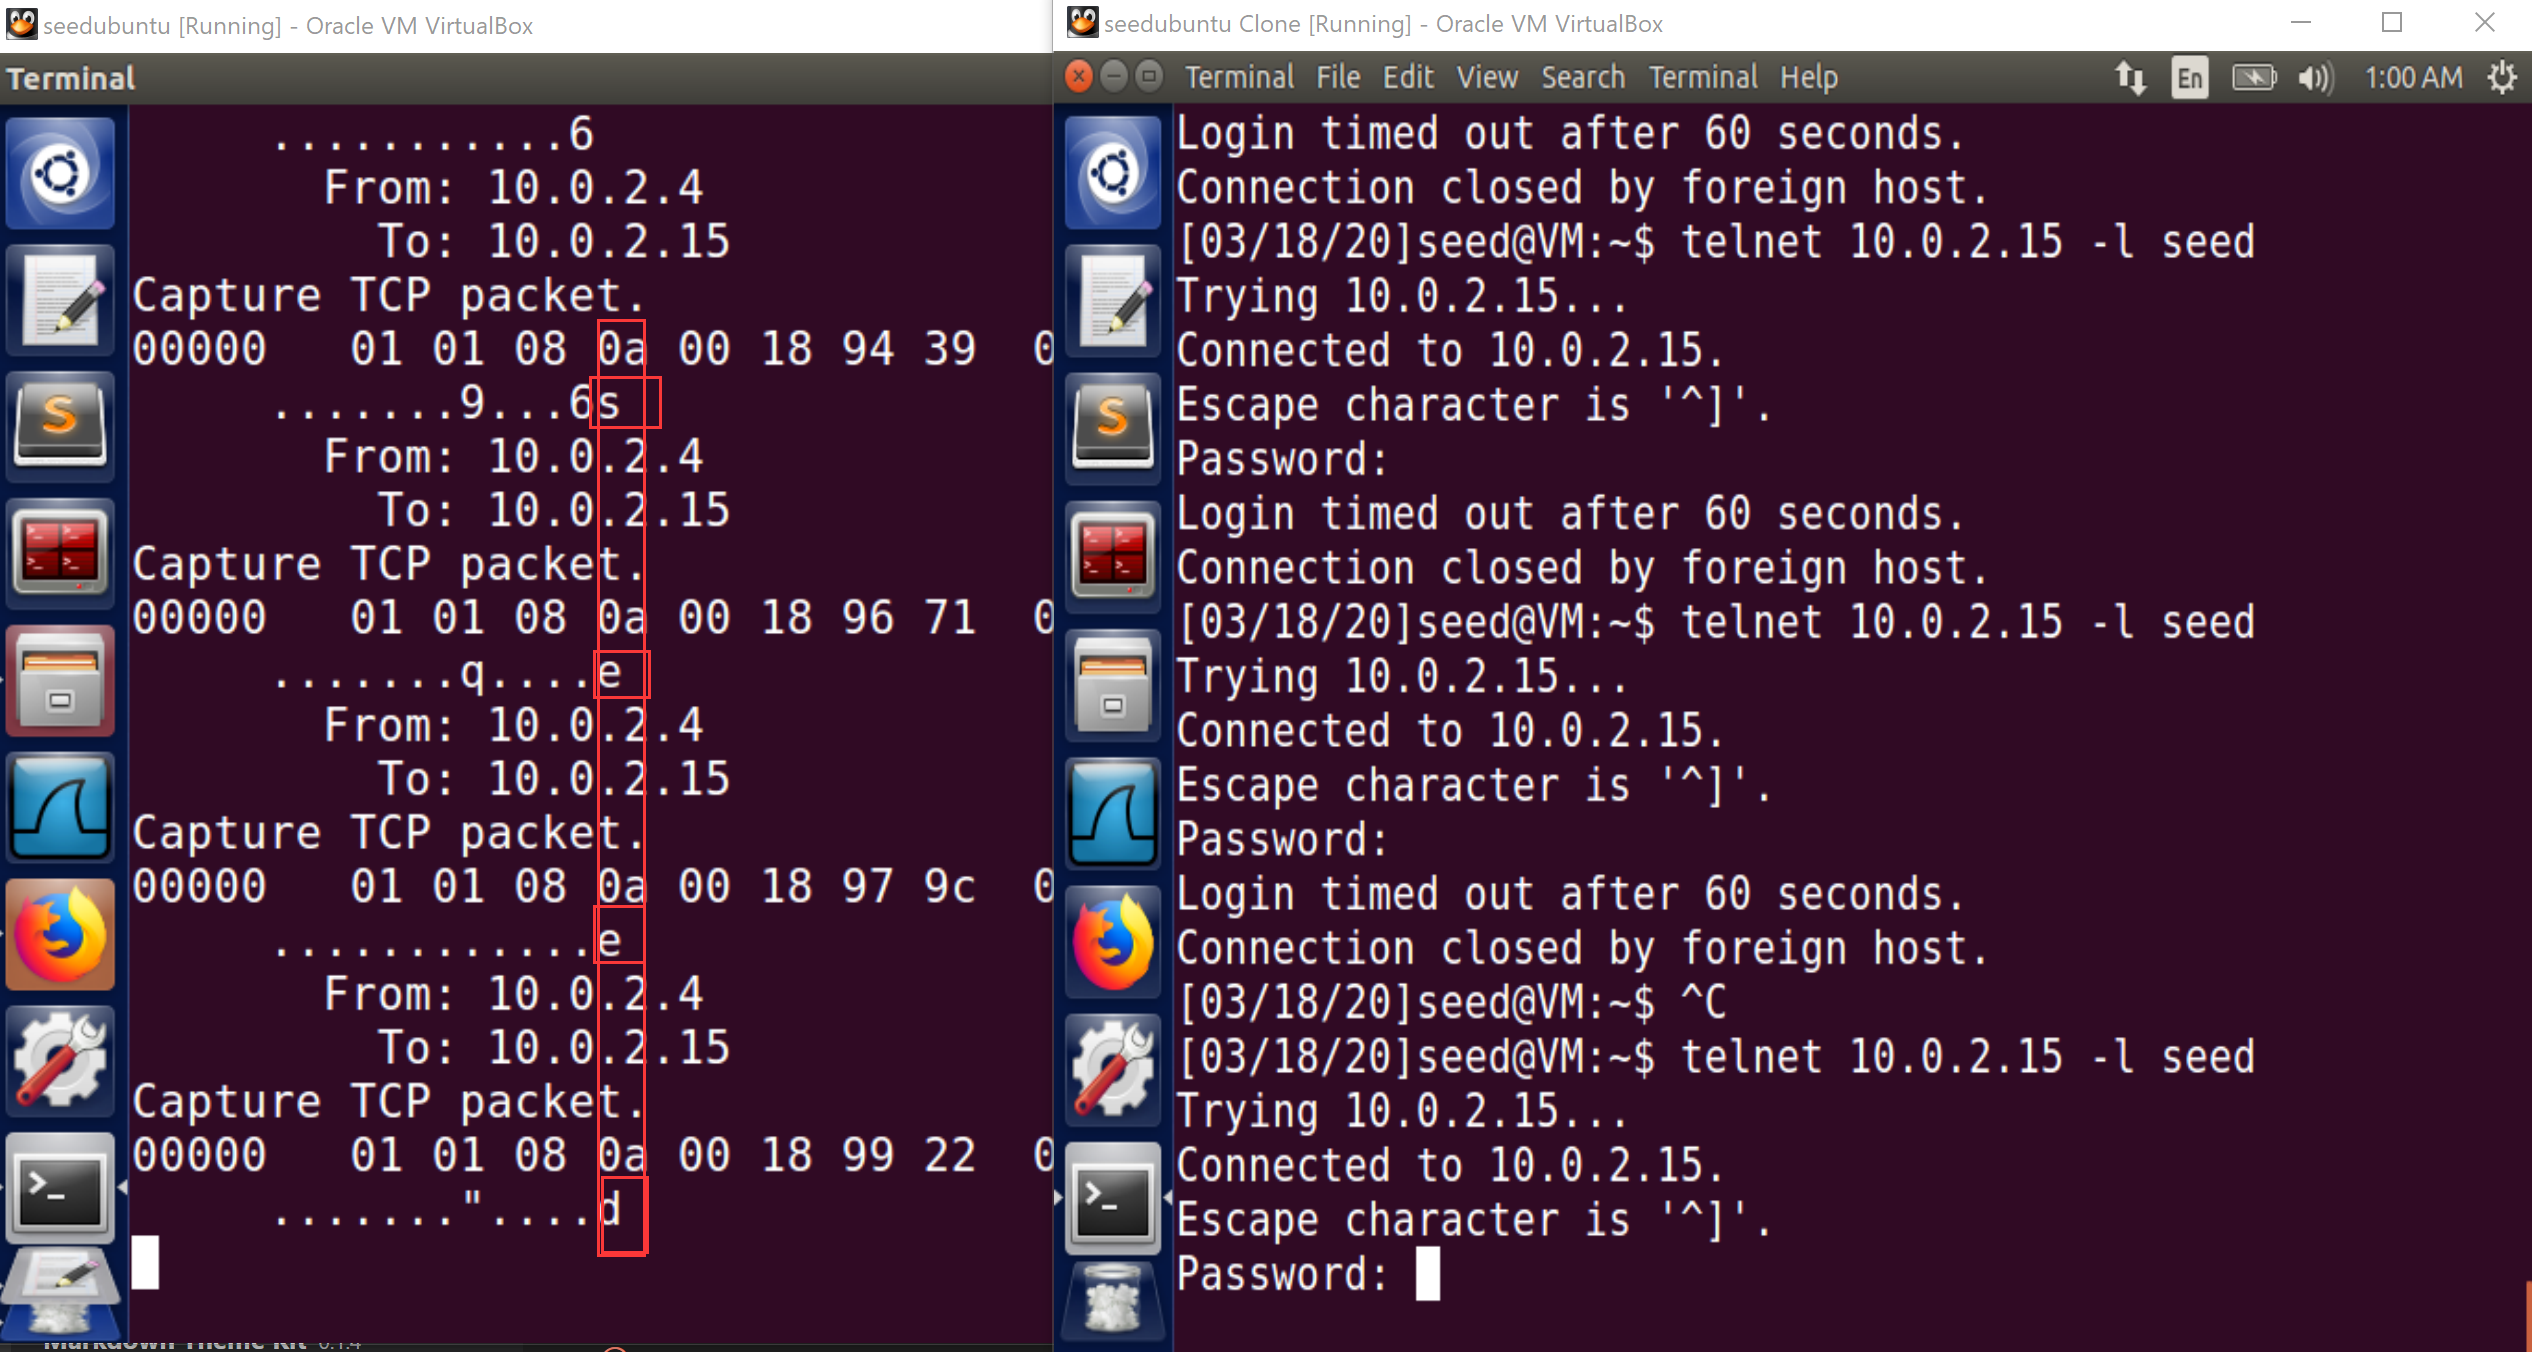 seedubuntu [Running] - Oracle VM VirtualBox
Terminal
...........6
From: 10.0.2.4
To: 10.0.2.15
Capture TCP packet.
00000 01 01 08 0a 00 18 94 39 0
.......9...6s
From: 10.0.2.4
To: 10.0.2.15
Capture TCP packet.
00000 01 01 08 0a 00 18 96 71 0
.......q....e
From: 10.0.2.4
To: 10.0.2.15
Capture TCP packet.
00000 01 01 08 0a 00 18 97 9c 0
............e
From: 10.0.2.4
To: 10.0.2.15
Capture TCP packet.
00000 01 01 08 0a 00 18 99 22 0
......."....d
Markdown Theme Kit 0.1.4
seedubuntu Clone [Running] - Oracle VM VirtualBox
Terminal File Edit View Search Terminal Help En 1:00 AM
Login timed out after 60 seconds.
Connection closed by foreign host.
[03/18/20]seed@VM:~$ telnet 10.0.2.15 -l seed
Trying 10.0.2.15...
Connected to 10.0.2.15.
Escape character is '^]'.
Password:
Login timed out after 60 seconds.
Connection closed by foreign host.
[03/18/20]seed@VM:~$ telnet 10.0.2.15 -l seed
Trying 10.0.2.15...
Connected to 10.0.2.15.
Escape character is '^]'.
Password:
Login timed out after 60 seconds.
Connection closed by foreign host.
[03/18/20]seed@VM:~$ ^C
[03/18/20]seed@VM:~$ telnet 10.0.2.15 -l seed
Trying 10.0.2.15...
Connected to 10.0.2.15.
Escape character is '^]'.
Password: